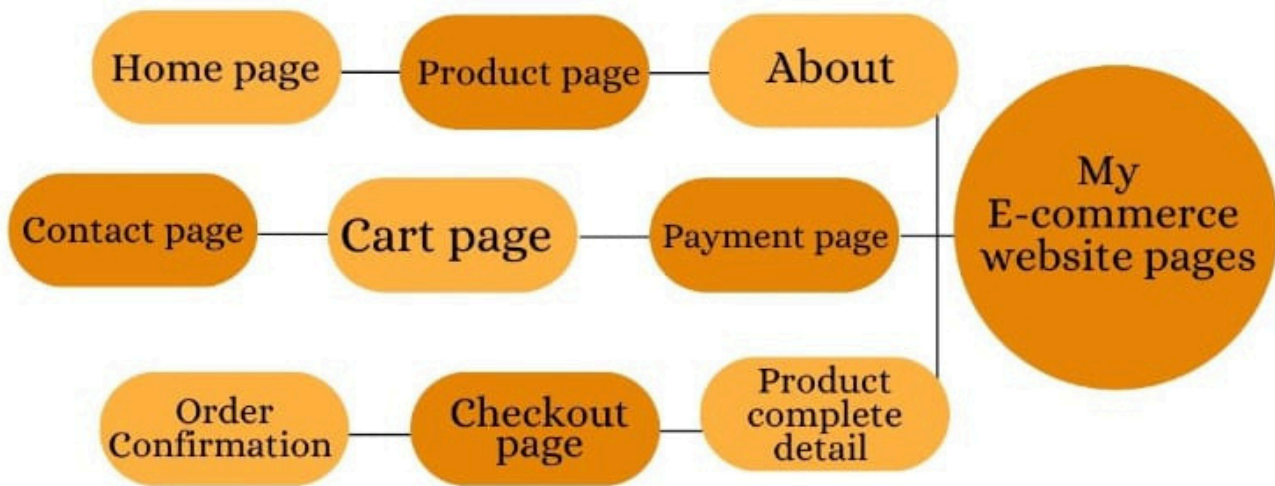 Home page
Product page
About
My
E-commerce
website pages
Contact page
Cart page
Payment page
Order
Confirmation
Checkout
page
Product
complete
detail